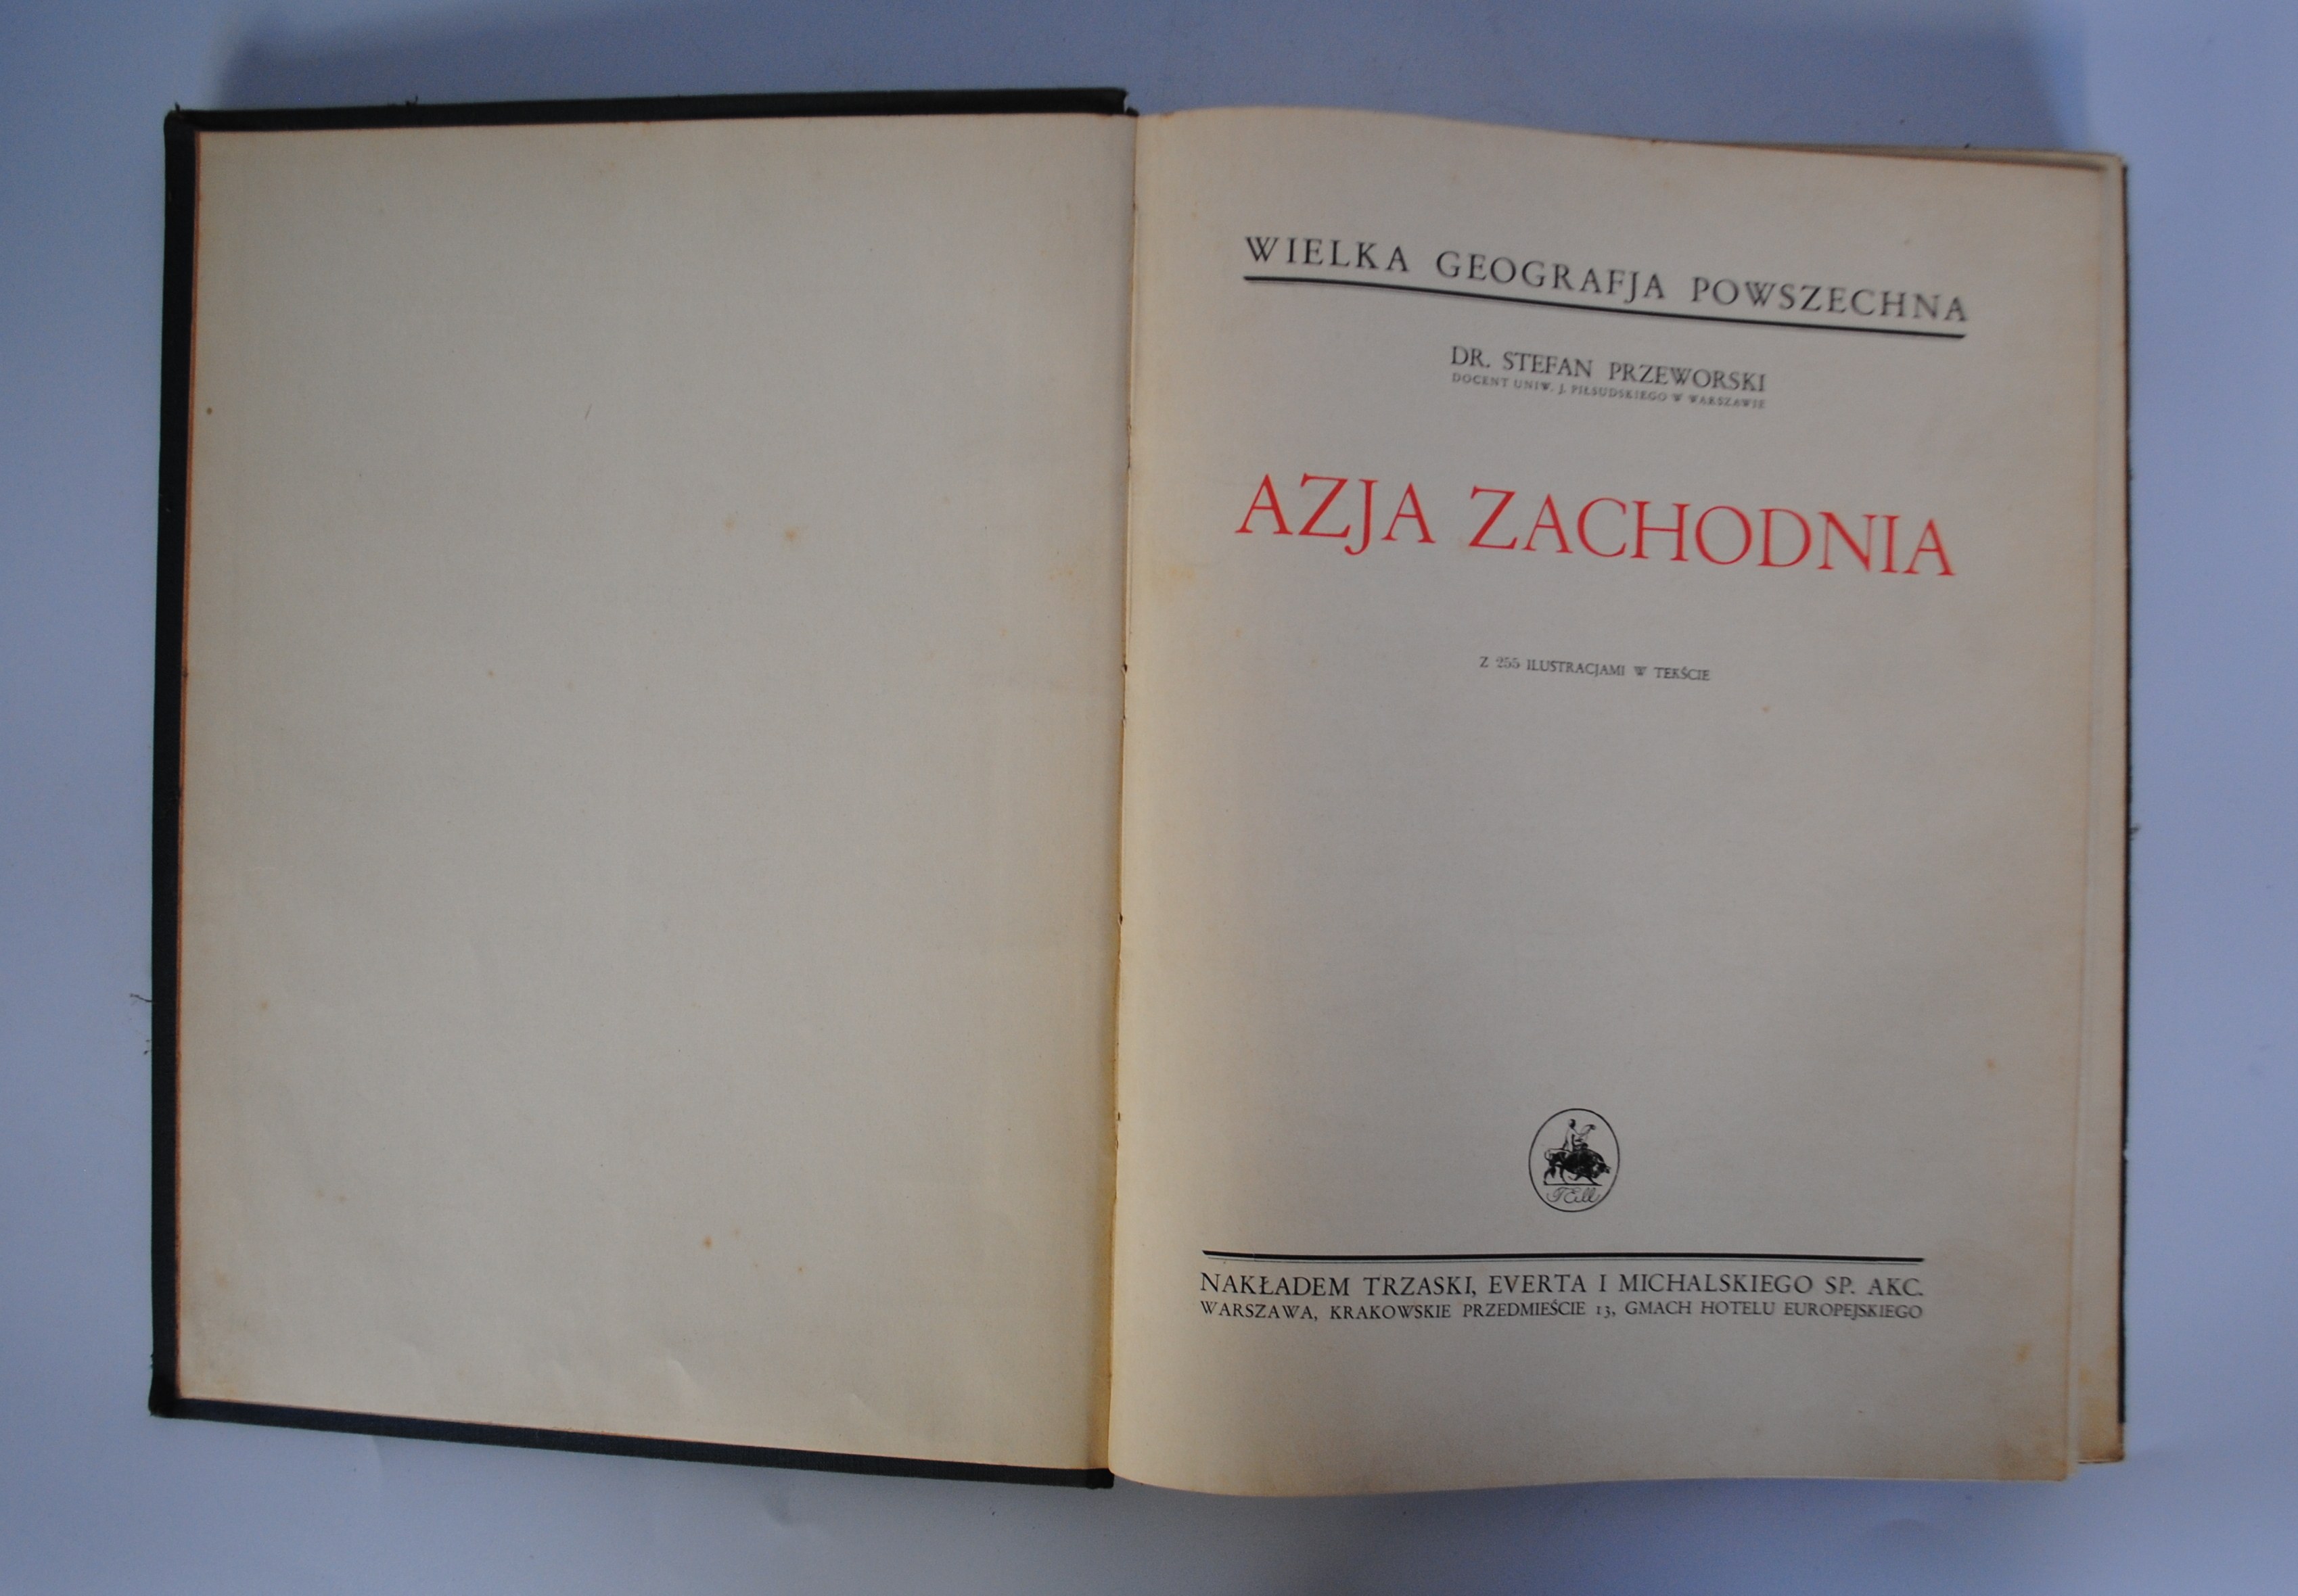 WIELKA GEOGRAFJA POWSZECHNA
DR. STEFAN PRZEWORSKI
DOCENT UNIW. J. PIŁSUDSKIEGO W WARSZAWIE
AZJA ZACHODNIA
Z 255 ILUSTRACJAMI W TEKŚCIE
TEM
NAKŁADEM TRZASKI, EVERTA I MICHALSKIEGO SP. AKC.
WARSZAWA, KRAKOWSKIE PRZEDMIEŚCIE 13, GMACH HOTELU EUROPEJSKIEGO